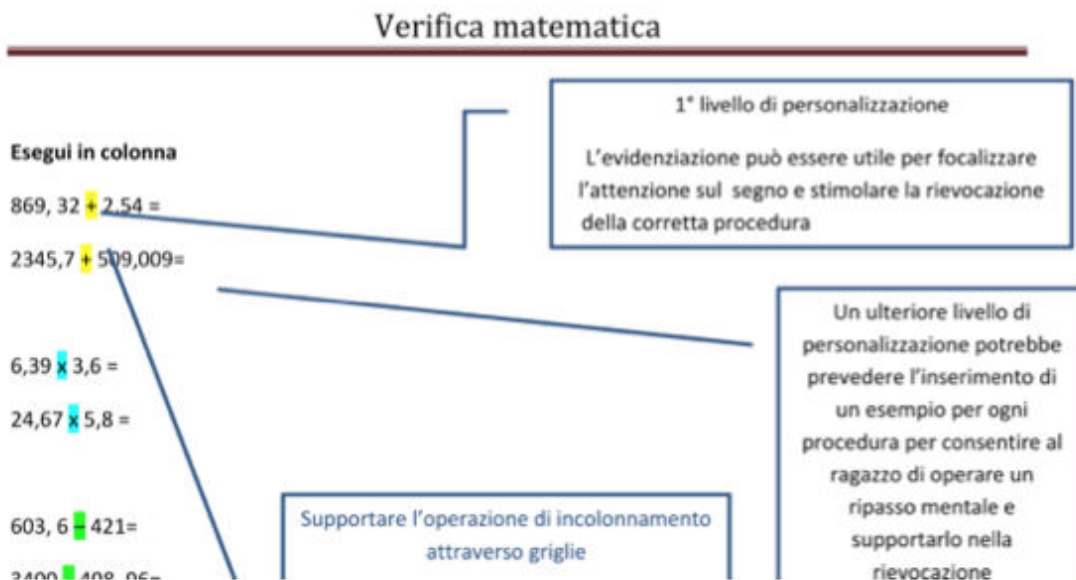 Verifica matematica
Esegui in colonna
869, 32 + 2,54 =
2345,7 + 509,009=
6,39 x 3,6 =
24,67 x 5,8 =
603, 6 – 421=
3400 – 408, 06=
1° livello di personalizzazione
L'evidenziazione può essere utile per focalizzare
l'attenzione sul segno e stimolare la rievocazione
della corretta procedura
Un ulteriore livello di
personalizzazione potrebbe
prevedere l'inserimento di
un esempio per ogni
procedura per consentire al
ragazzo di operare un
ripasso mentale e
supportarlo nella
rievocazione
Supportare l'operazione di incolonnamento
attraverso griglie